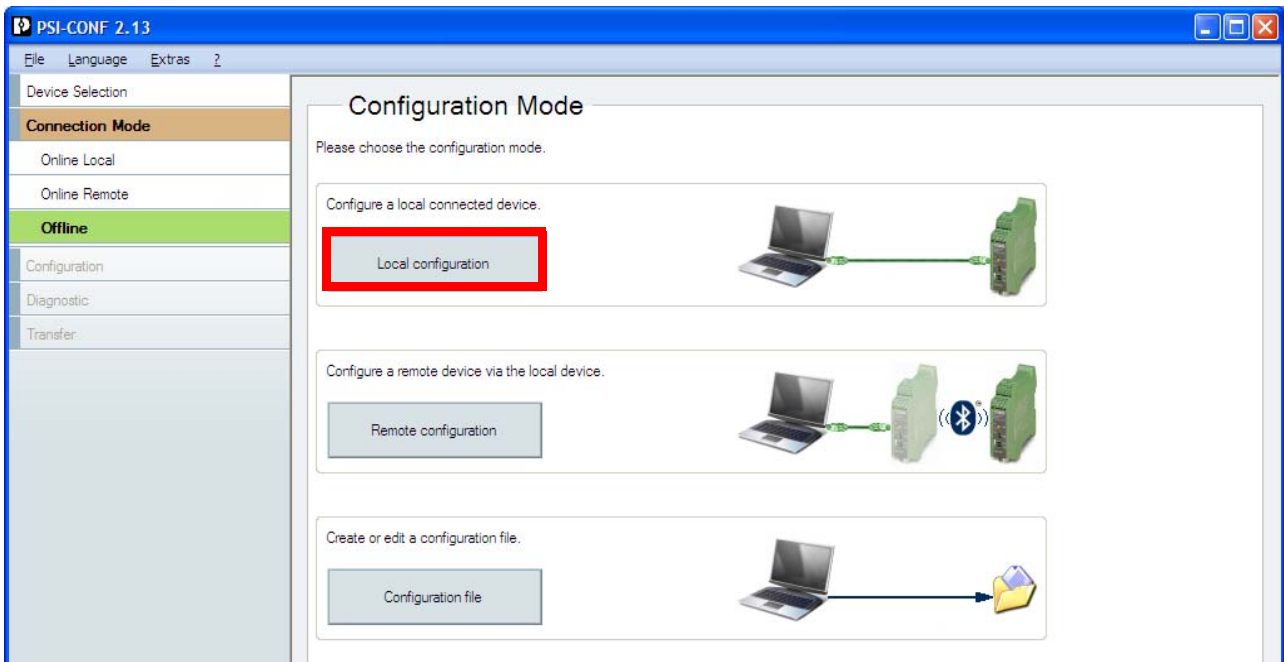 PSI-CONF 2.13
File Language Extras ?
Device Selection
Connection Mode
Online Local
Online Remote
Offline
Configuration
Diagnostic
Transfer
Configuration Mode
Please choose the configuration mode.
Configure a local connected device.
Local configuration
Configure a remote device via the local device.
Remote configuration
Create or edit a configuration file.
Configuration file